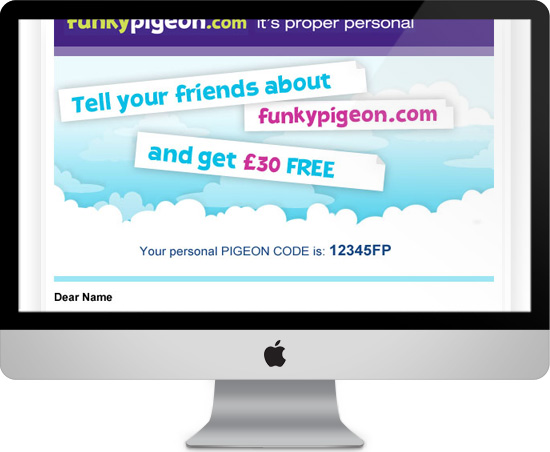 funkypigeon.com it's proper personal
Tell your friends about
funkypigeon.com
and get £30 FREE
Your personal PIGEON CODE is: 12345FP
Dear Name